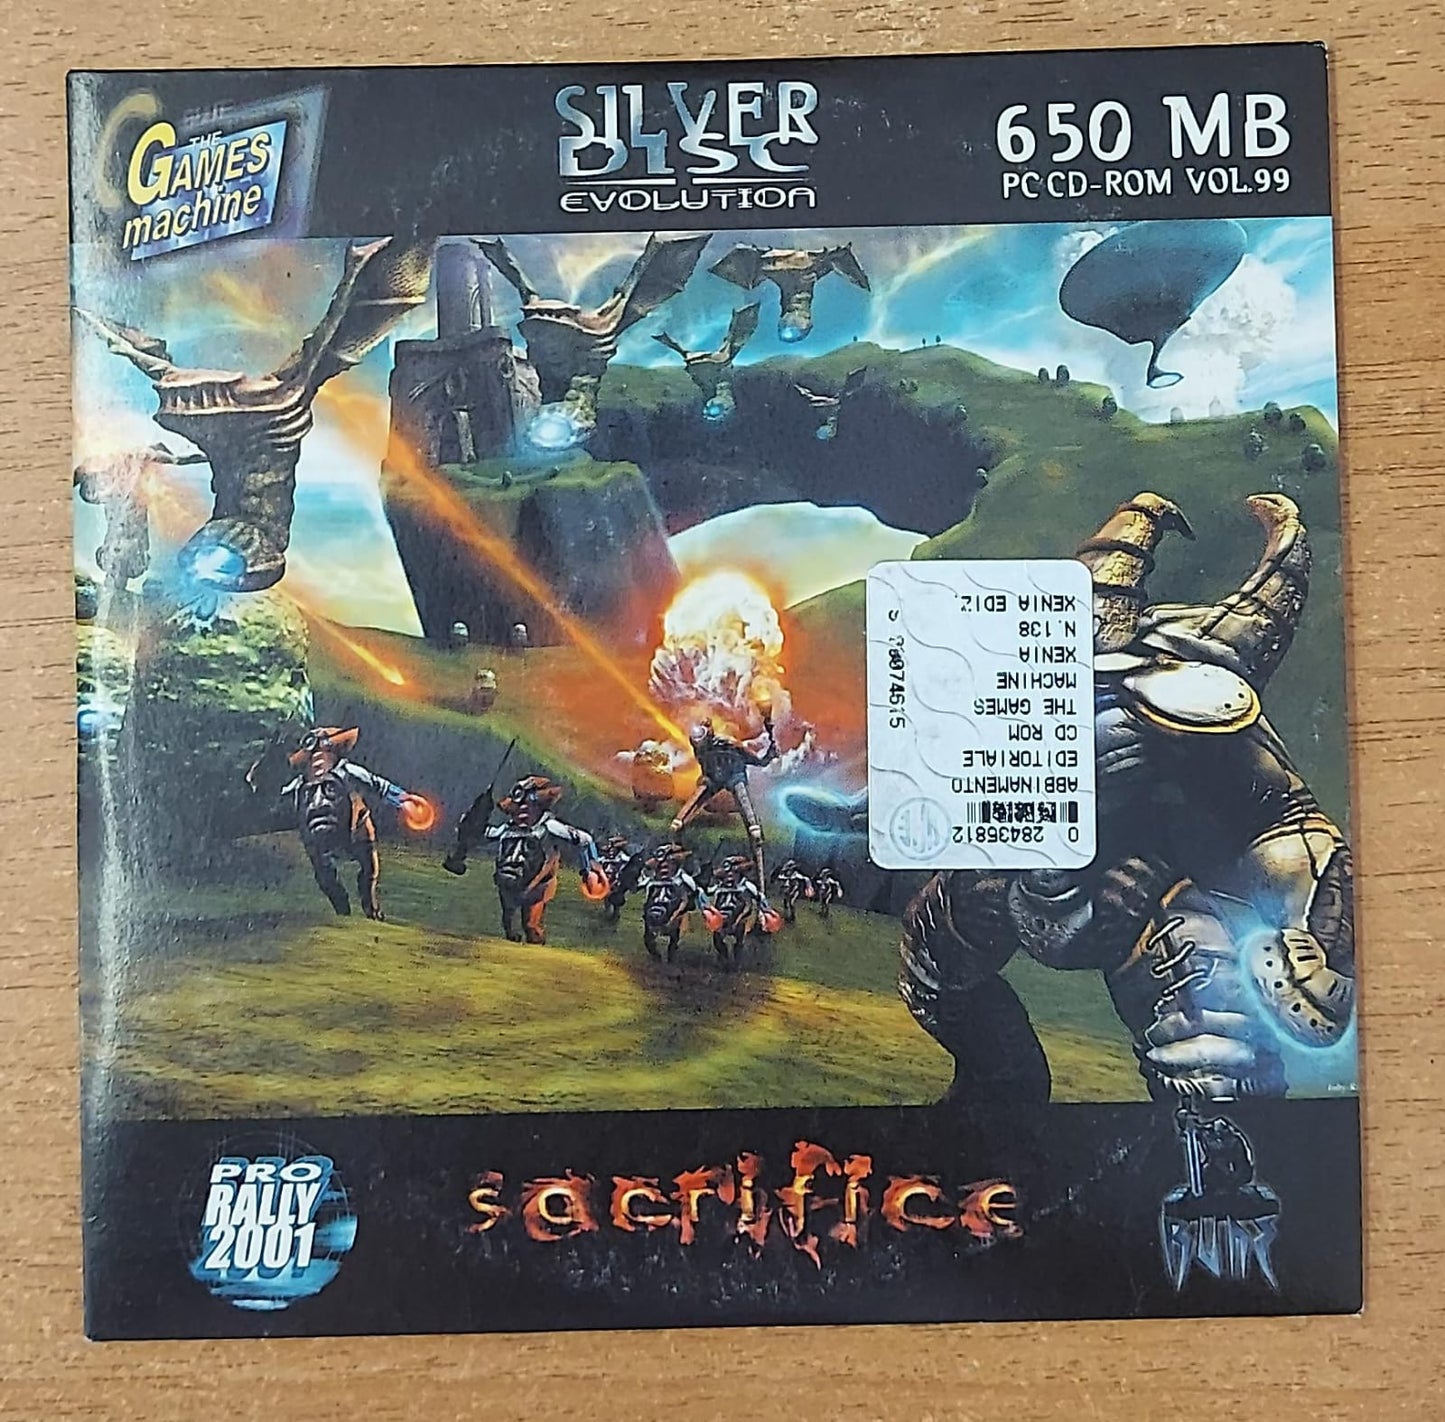 THE
GAMES
machine
SILVER
DISC
EVOLUTION
650 MB
PC CD-ROM VOL.99
XENIA EDIZ.
N.138
XENIA
MACHINE
THE GAMES
CD ROM
EDITORIALE
ABBINAMENTO
0 28435812
PRO
RALLY
2001
sacrifice
BLADE